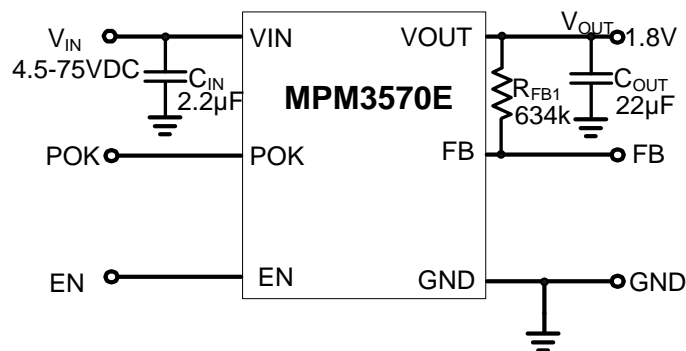 VIN VIN VOUT VOUT 1.8V
4.5-75VDC CIN RFB1 COUT
2.2µF MPM3570E 634k 22µF
POK POK FB FB
EN EN GND GND